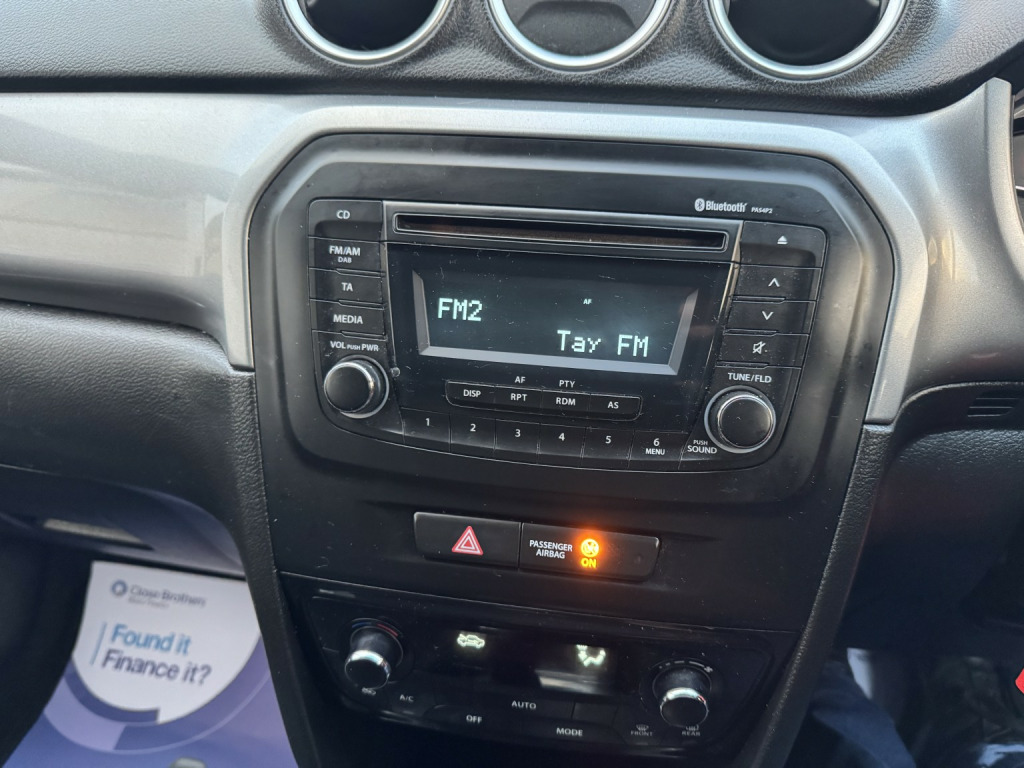 Bluetooth PA54P2
CD
FM/AM
DAB
TA
MEDIA
VOL PUSH PWR
AF
FM2
Tay FM
TUNE/FLD
AF PTY
DISP RPT RDM AS
1 2 3 4 5 6
MENU
PUSH
SOUND
PASSENGER
AIRBAG
ON
A/C
OFF
AUTO
MODE
FRONT
REAR
Close Brothers
Found it
Finance it?